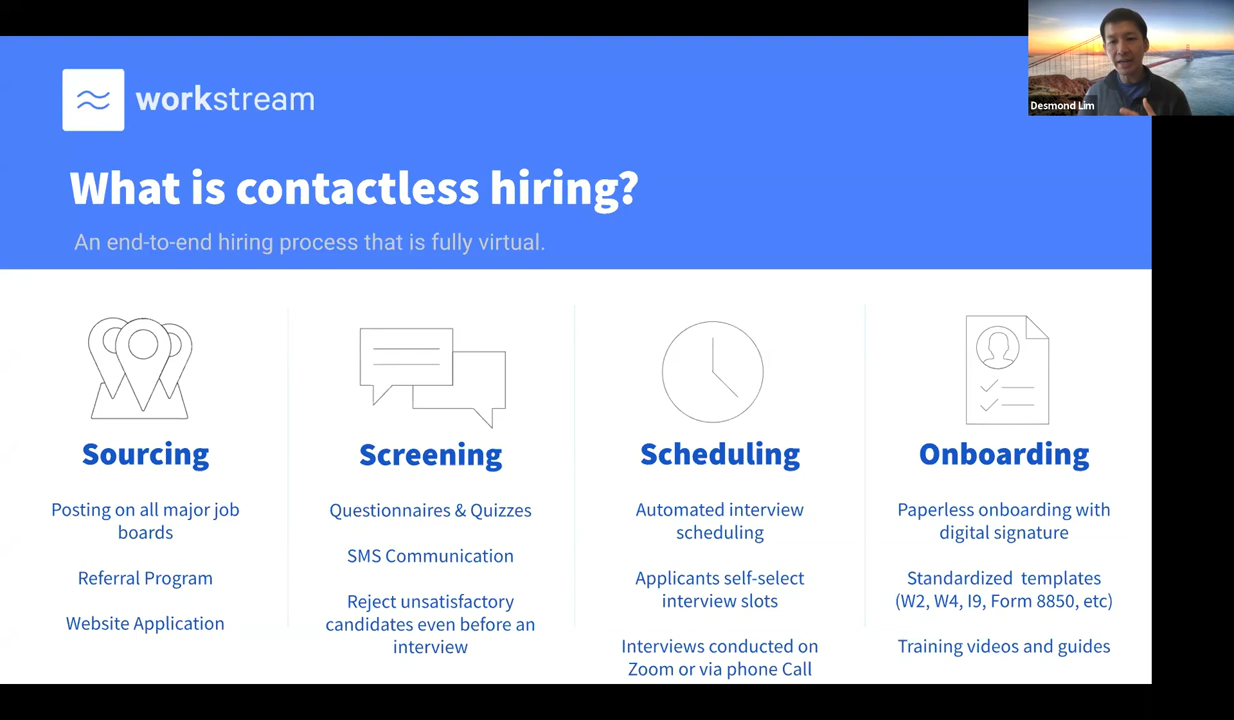 Desmond Lim
workstream
What is contactless hiring?
An end-to-end hiring process that is fully virtual.
Sourcing
Posting on all major job
boards
Referral Program
Website Application
Screening
Questionnaires & Quizzes
SMS Communication
Reject unsatisfactory
candidates even before an
interview
Scheduling
Automated interview
scheduling
Applicants self-select
interview slots
Interviews conducted on
Zoom or via phone Call
Onboarding
Paperless onboarding with
digital signature
Standardized templates
(W2, W4, I9, Form 8850, etc)
Training videos and guides